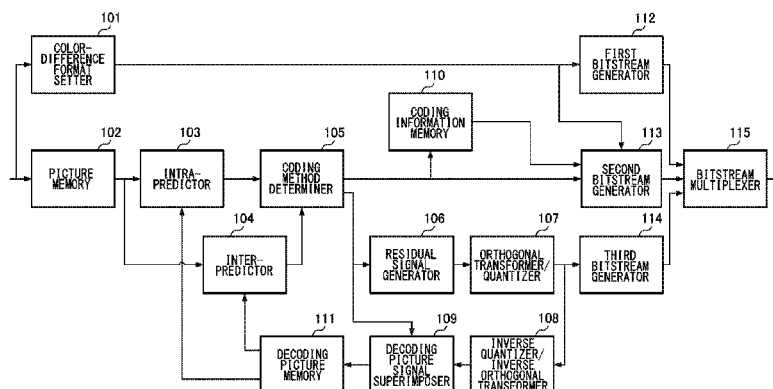 101
COLOR-
DIFFERENCE
FORMAT
SETTER
112
FIRST
BITSTREAM
GENERATOR
110
CODING
INFORMATION
MEMORY
102
PICTURE
MEMORY
103
INTRA-
PREDICTOR
105
CODING
METHOD
DETERMINER
113
SECOND
BITSTREAM
GENERATOR
115
BITSTREAM
MULTIPLEXER
104
INTER-
PREDICTOR
106
RESIDUAL
SIGNAL
GENERATOR
107
ORTHOGONAL
TRANSFORMER/
QUANTIZER
114
THIRD
BITSTREAM
GENERATOR
111
DECODING
PICTURE
MEMORY
109
DECODING
PICTURE
SIGNAL
SUPERIMPOSER
108
INVERSE
QUANTIZER/
INVERSE
ORTHOGONAL
TRANSFORMER